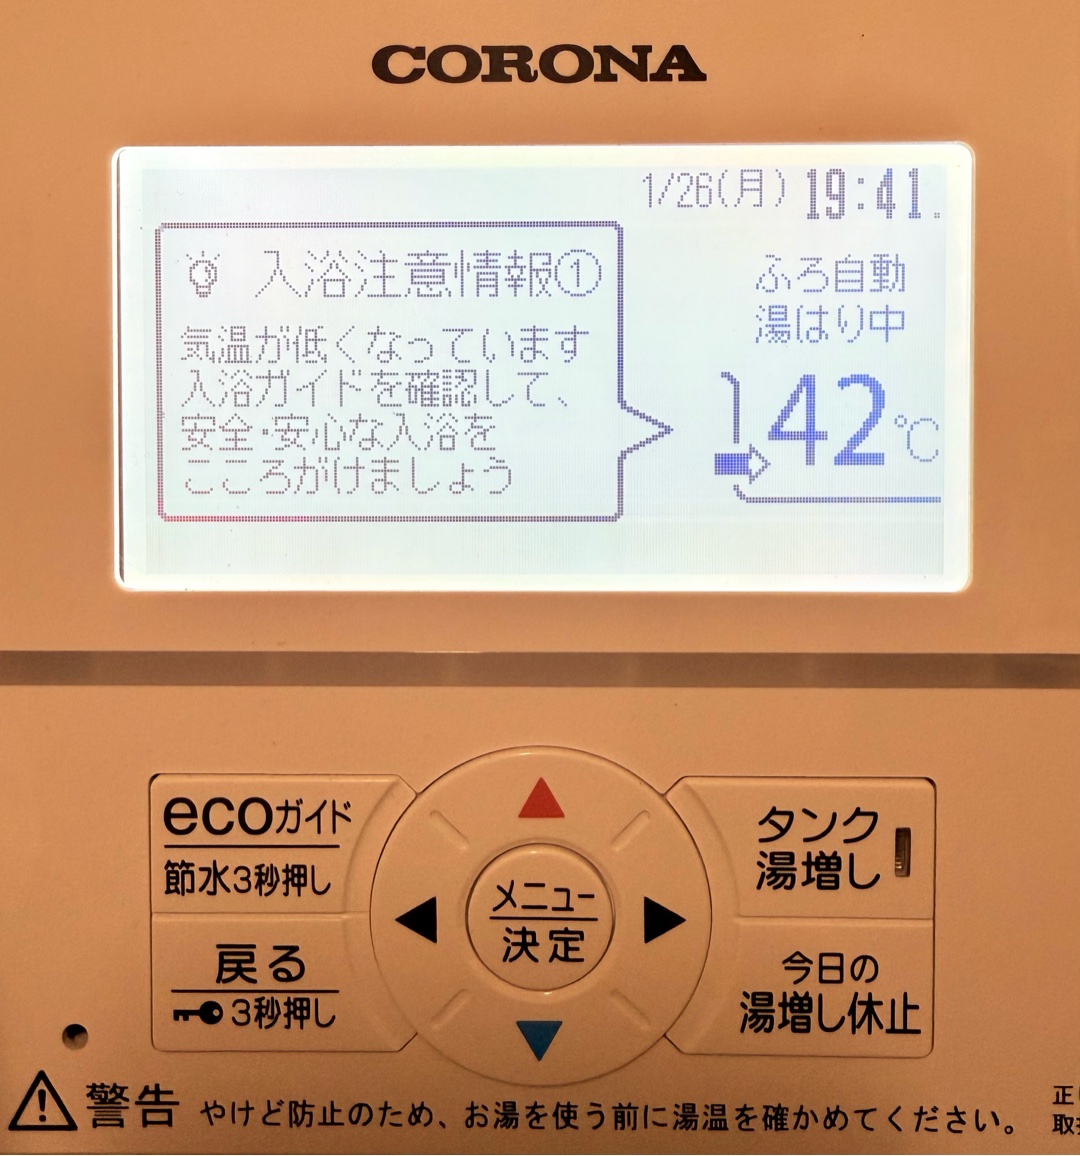 CORONA
1/26(月) 19:41
入浴注意情報①
気温が低くなっています
入浴ガイドを確認して、
安全・安心な入浴を
こころがけましょう
ふろ自動
湯はり中
42℃
ecoガイド
節水3秒押し
戻る
3秒押し
メニュー
決定
タンク
湯増し
今日の
湯増し休止
警告 やけど防止のため、お湯を使う前に湯温を確かめてください。
正
取